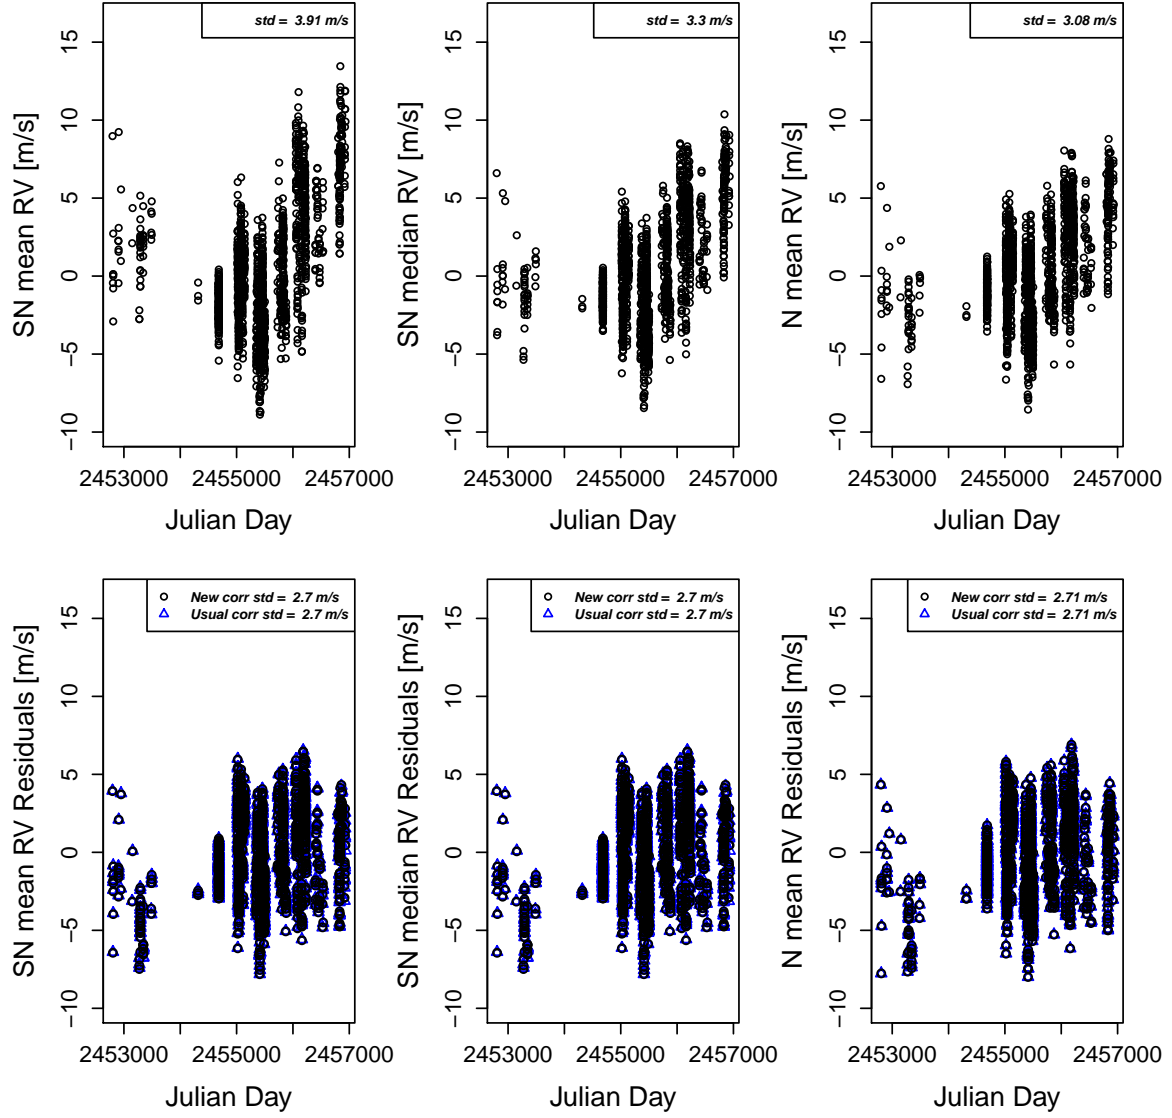 std = 3.91 m/s
SN mean RV [m/s]
15
10
5
0
−5
−10
2453000
2455000
2457000
Julian Day
std = 3.3 m/s
SN median RV [m/s]
15
10
5
0
−5
−10
2453000
2455000
2457000
Julian Day
std = 3.08 m/s
N mean RV [m/s]
15
10
5
0
−5
−10
2453000
2455000
2457000
Julian Day
New corr std = 2.7 m/s
Usual corr std = 2.7 m/s
SN mean RV Residuals [m/s]
15
10
5
0
−5
−10
2453000
2455000
2457000
Julian Day
New corr std = 2.7 m/s
Usual corr std = 2.7 m/s
SN median RV Residuals [m/s]
15
10
5
0
−5
−10
2453000
2455000
2457000
Julian Day
New corr std = 2.71 m/s
Usual corr std = 2.71 m/s
N mean RV Residuals [m/s]
15
10
5
0
−5
−10
2453000
2455000
2457000
Julian Day